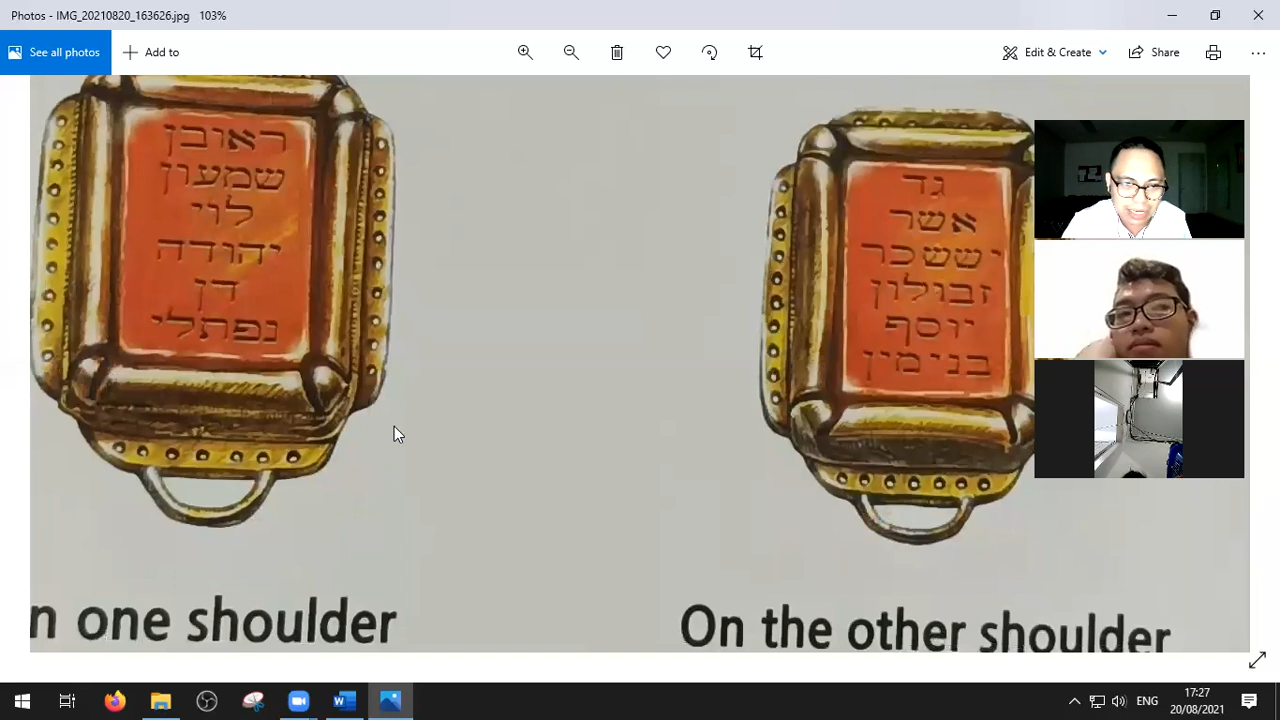 Photos - IMG_20210820_163626.jpg 103%
See all photos
Add to
Edit & Create
Share
ראובן
שמעון
לוי
יהודה
דן
נפתלי
n one shoulder
גד
אשר
יששכר
זבולון
יוסף
בנימין
On the other shoulder
ENG
17:27
20/08/2021